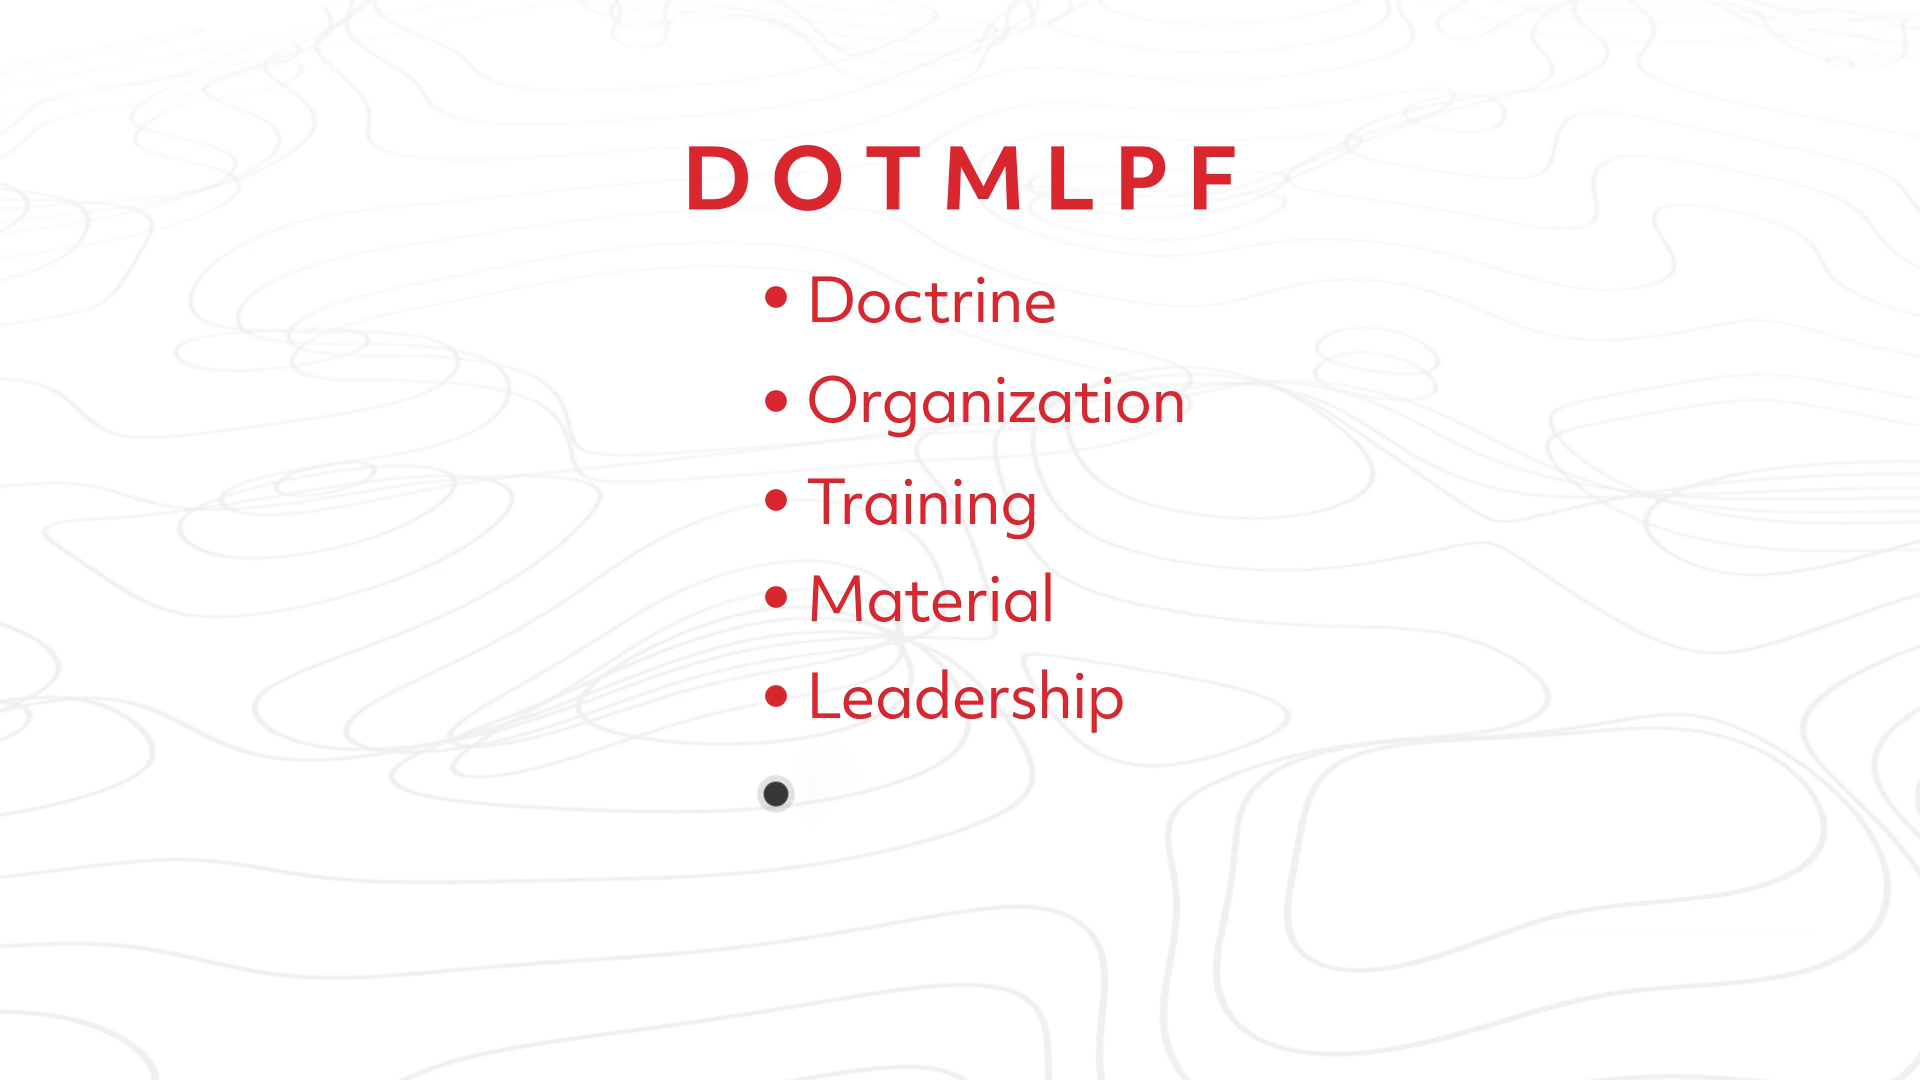 DOTMLPF
• Doctrine
• Organization
• Training
• Material
• Leadership
•